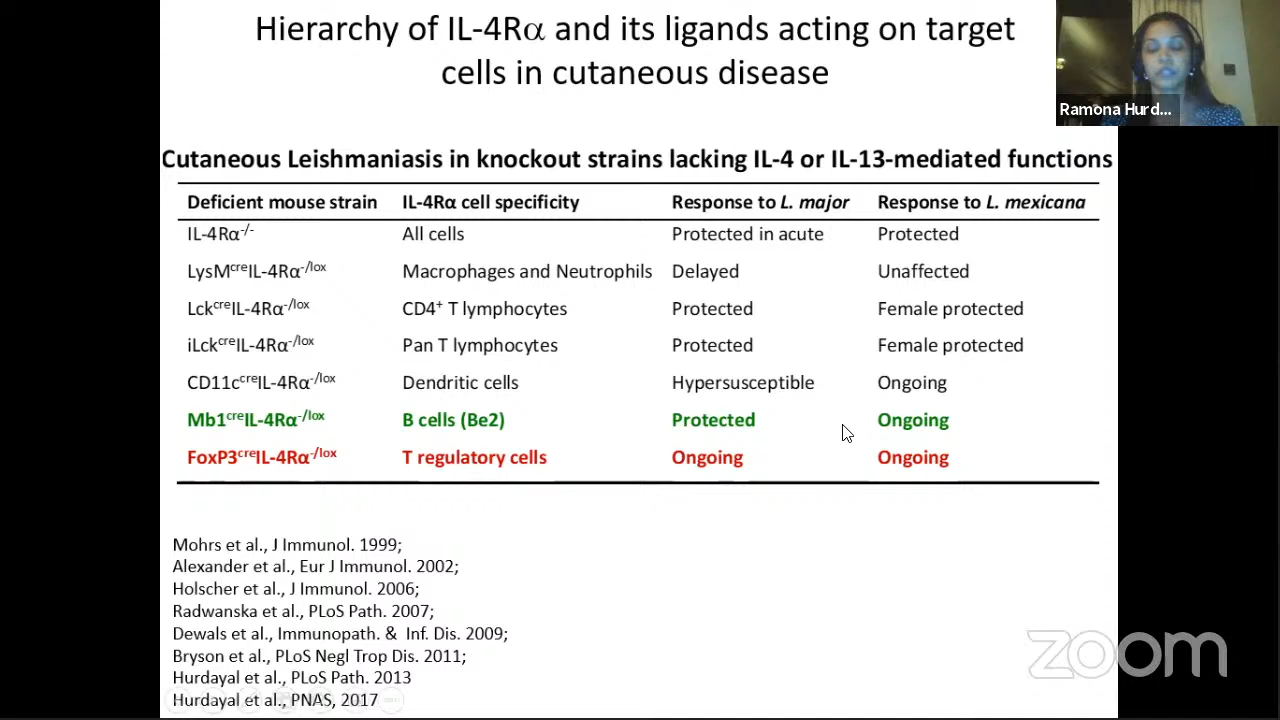 Hierarchy of IL-4Rα and its ligands acting on target
cells in cutaneous disease
Ramona Hurd...
Cutaneous Leishmaniasis in knockout strains lacking IL-4 or IL-13-mediated functions
Deficient mouse strain IL-4Rα cell specificity Response to L. major Response to L. mexicana
IL-4Rα-/- All cells Protected in acute Protected
LysMcreIL-4Rα-/lox Macrophages and Neutrophils Delayed Unaffected
LckcreIL-4Rα-/lox CD4+ T lymphocytes Protected Female protected
iLckcreIL-4Rα-/lox Pan T lymphocytes Protected Female protected
CD11ccreIL-4Rα-/lox Dendritic cells Hypersusceptible Ongoing
Mb1creIL-4Rα-/lox B cells (Be2) Protected Ongoing
FoxP3creIL-4Rα-/lox T regulatory cells Ongoing Ongoing
Mohrs et al., J Immunol. 1999;
Alexander et al., Eur J Immunol. 2002;
Holscher et al., J Immunol. 2006;
Radwanska et al., PLoS Path. 2007;
Dewals et al., Immunopath. & Inf. Dis. 2009;
Bryson et al., PLoS Negl Trop Dis. 2011;
Hurdayal et al., PLoS Path. 2013
Hurdayal et al., PNAS, 2017
zoom